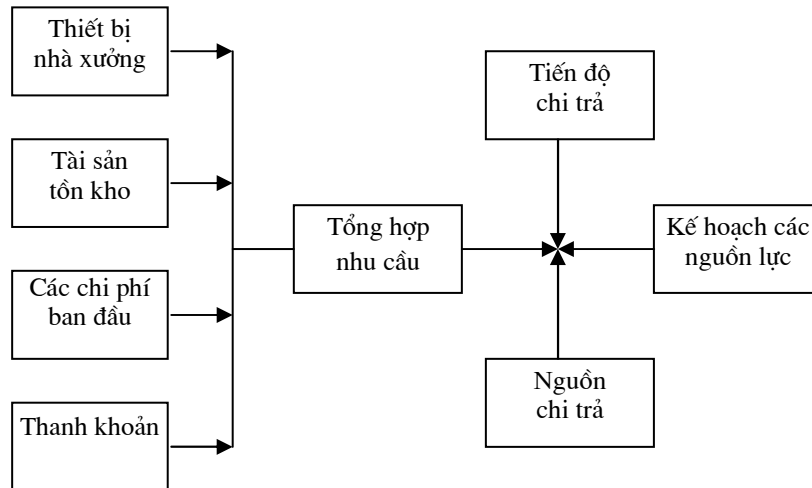 Thiết bị
nhà xưởng
Tài sản
tồn kho
Các chi phí
ban đầu
Thanh khoản
Tổng hợp
nhu cầu
Tiến độ
chi trả
Kế hoạch các
nguồn lực
Nguồn
chi trả